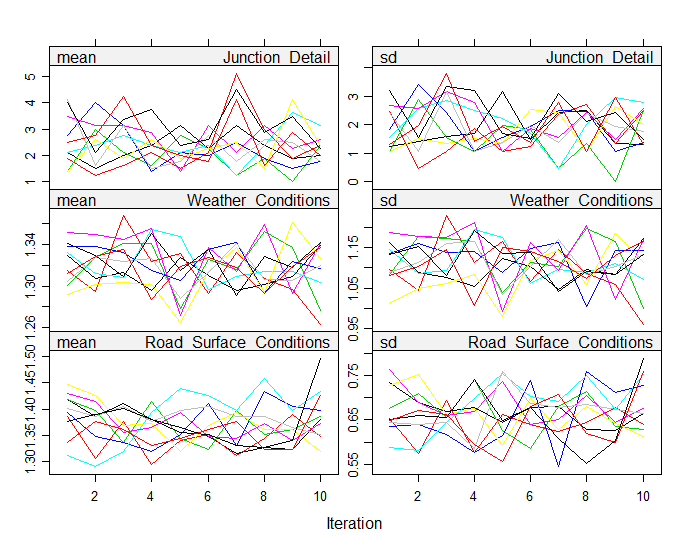 mean Junction Detail
sd Junction Detail
1 2 3 4 5
0 1 2 3
mean Weather Conditions
sd Weather Conditions
1.26 1.30 1.34
0.95 1.05 1.15
mean Road Surface Conditions
sd Road Surface Conditions
1.30 1.35 1.40 1.45 1.50
0.55 0.65 0.75
2 4 6 8 10
2 4 6 8 10
Iteration